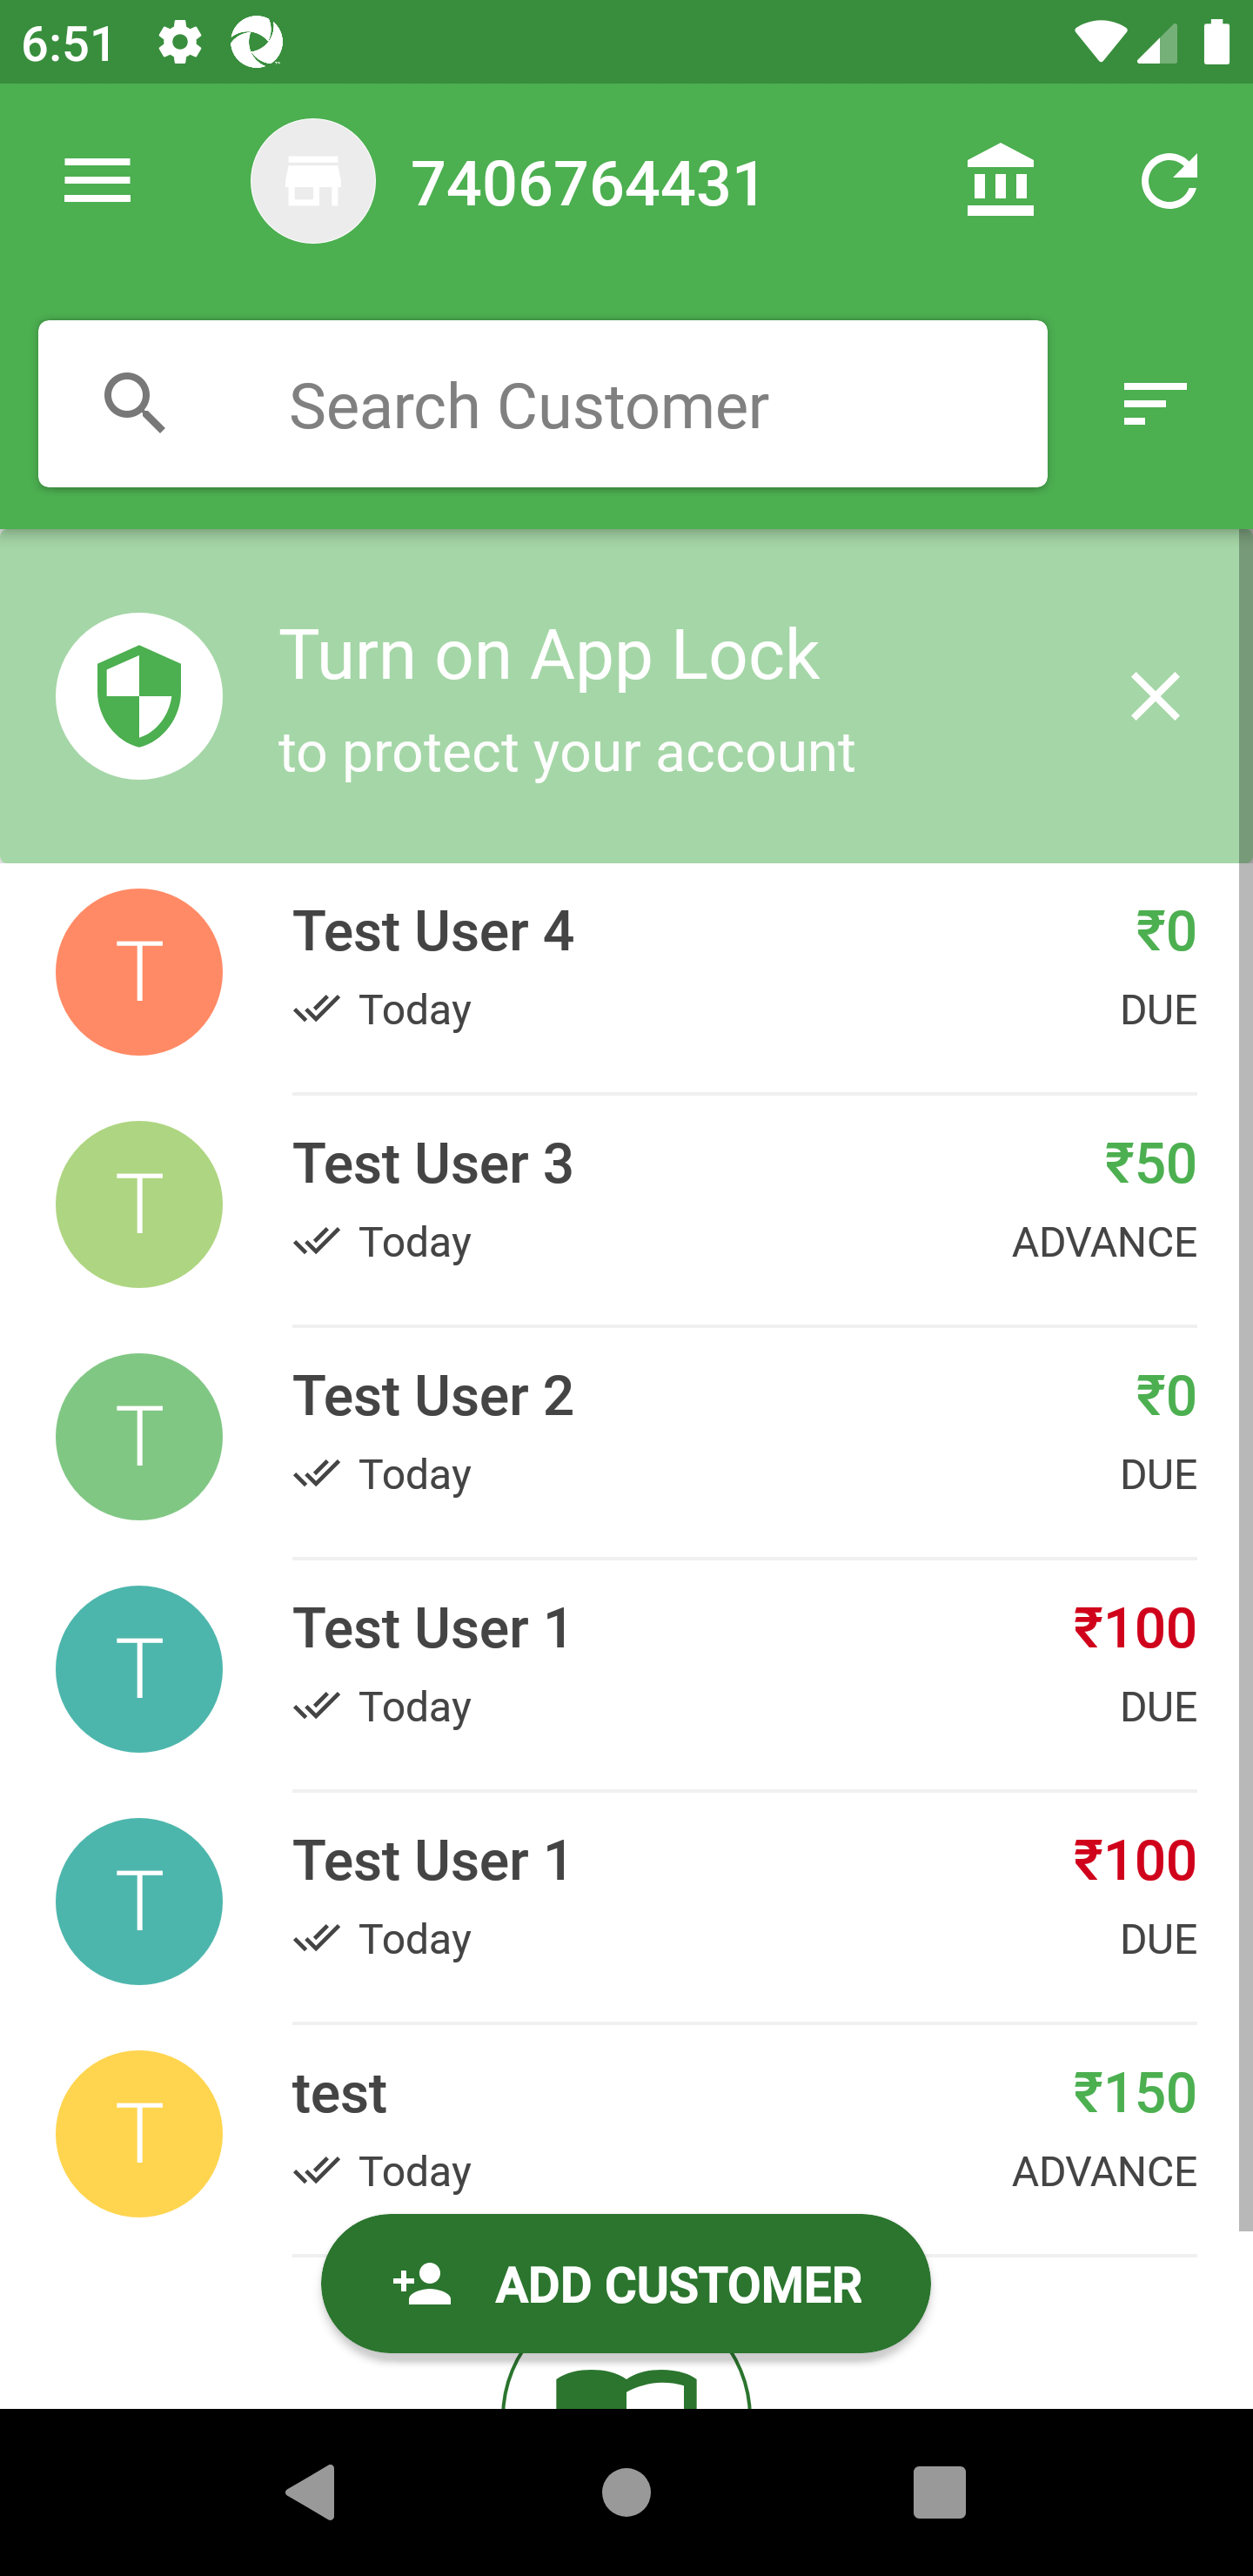 6:51
7406764431
Search Customer
Turn on App Lock
to protect your account
T Test User 4 ₹0
Today DUE
T Test User 3 ₹50
Today ADVANCE
T Test User 2 ₹0
Today DUE
T Test User 1 ₹100
Today DUE
T Test User 1 ₹100
Today DUE
T test ₹150
Today ADVANCE
ADD CUSTOMER